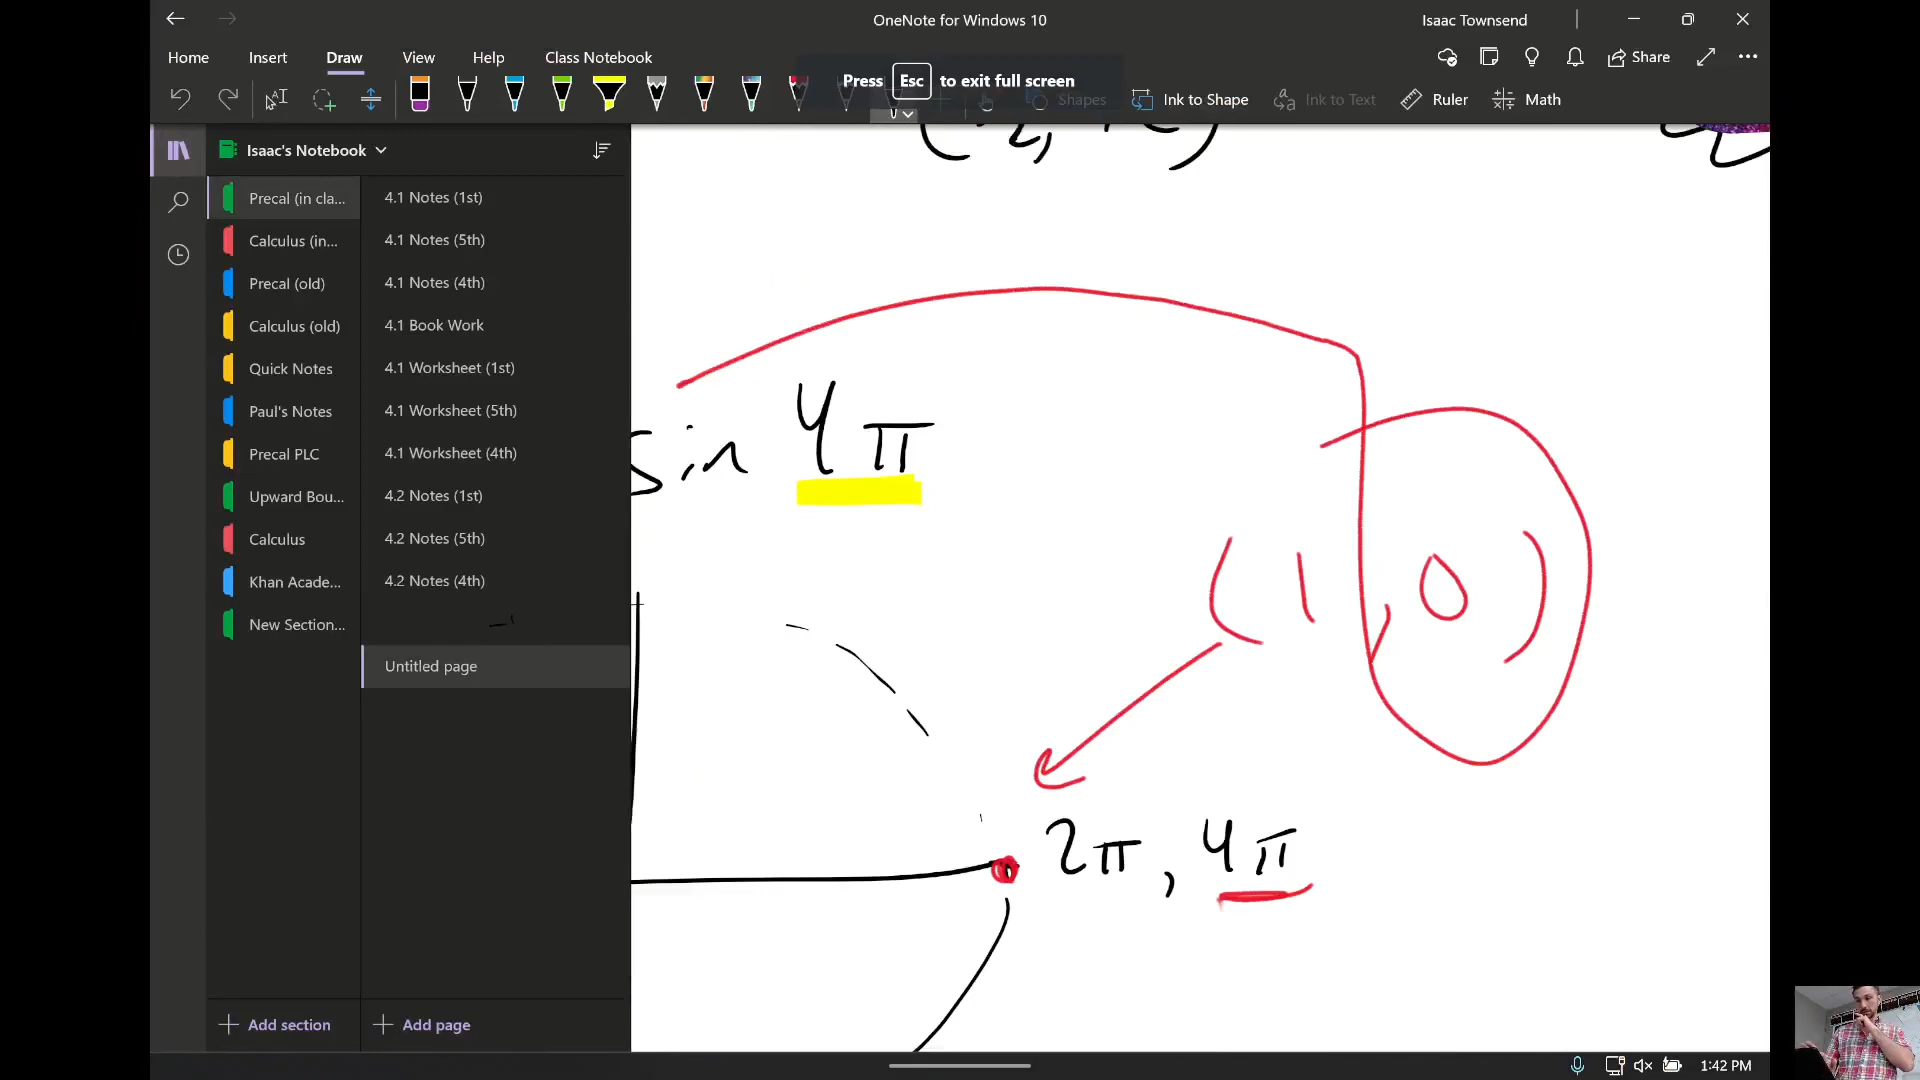 OneNote for Windows 10
Isaac Townsend
Home Insert Draw View Help Class Notebook
Share
Press Esc to exit full screen
Shapes
Ink to Shape
Ink to Text
Ruler
Math
Isaac's Notebook
Precal (in cla...
Calculus (in...
Precal (old)
Calculus (old)
Quick Notes
Paul's Notes
Precal PLC
Upward Bou...
Calculus
Khan Acade...
New Section...
4.1 Notes (1st)
4.1 Notes (5th)
4.1 Notes (4th)
4.1 Book Work
4.1 Worksheet (1st)
4.1 Worksheet (5th)
4.1 Worksheet (4th)
4.2 Notes (1st)
4.2 Notes (5th)
4.2 Notes (4th)
Untitled page
Add section
Add page
sin 4π
(1, 0)
2π, 4π
1:42 PM